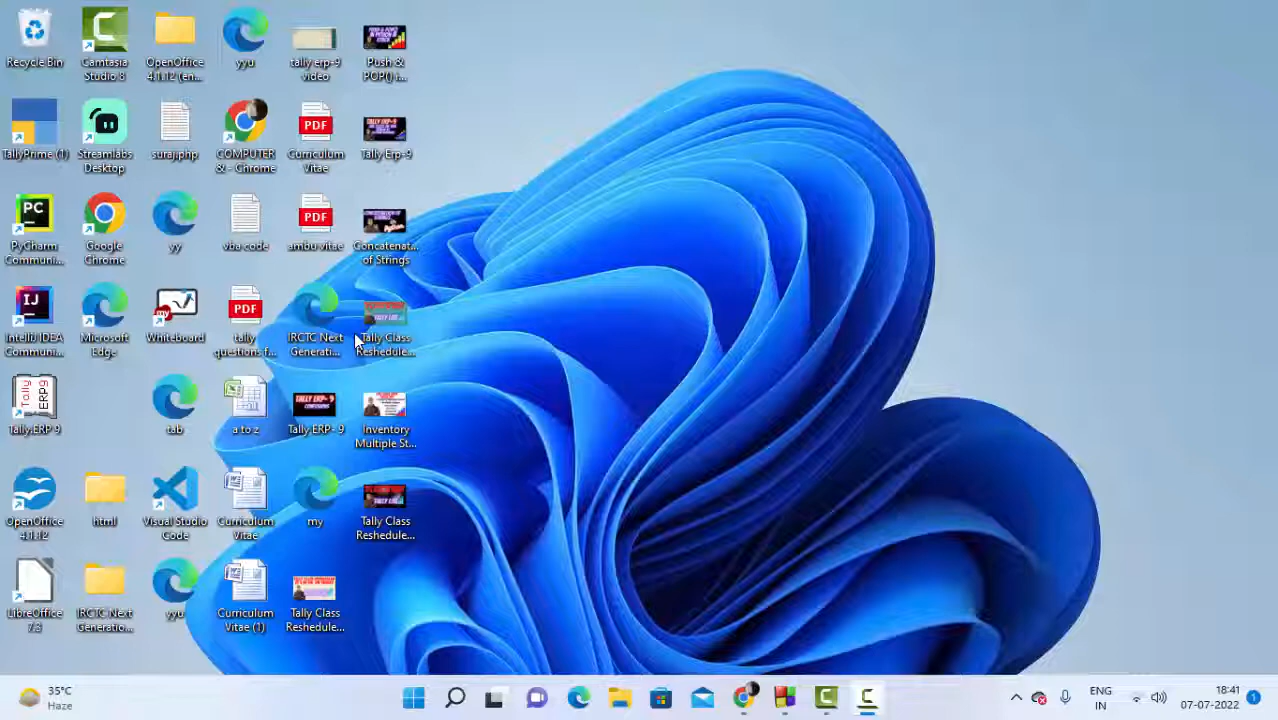 Recycle Bin
Camtasia
Studio 8
OpenOffice
4.1.12 (en...
yyu
tally erp-9
video
Push &
POP() i...
TallyPrime (1)
Streamlabs
Desktop
suraj.php
COMPUTER
& - Chrome
Curriculum
Vitae
Tally Erp-9
PyCharm
Communi...
Google
Chrome
yy
vba code
ambu vitae
Concatenat...
of Strings
IntelliJ IDEA
Communi...
Microsoft
Edge
Whiteboard
tally
questions f...
IRCTC Next
Generati...
Tally Class
Reshedule...
Tally.ERP 9
tab
a to z
Tally ERP- 9
Inventory
Multiple St...
OpenOffice
4.1.12
html
Visual Studio
Code
Curriculum
Vitae
my
Tally Class
Reshedule...
LibreOffice
7.3
IRCTC Next
Generatio...
yyu
Curriculum
Vitae (1)
Tally Class
Reshedule...
35°C
Haze
ENG
IN
18:41
07-07-2022
1